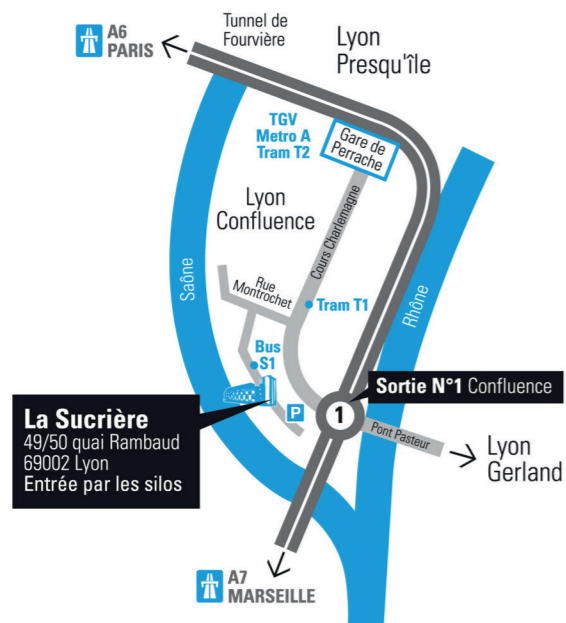 A6
PARIS
Tunnel de
Fourvière
Lyon
Presqu'île
TGV
Metro A
Tram T2
Gare de
Perrache
Lyon
Confluence
Cours Charlemagne
Saône
Rue
Montrochet
Tram T1
Rhône
Bus
S1
P
Sortie N°1 Confluence
1
La Sucrière
49/50 quai Rambaud
69002 Lyon
Entrée par les silos
Pont Pasteur
Lyon
Gerland
A7
MARSEILLE